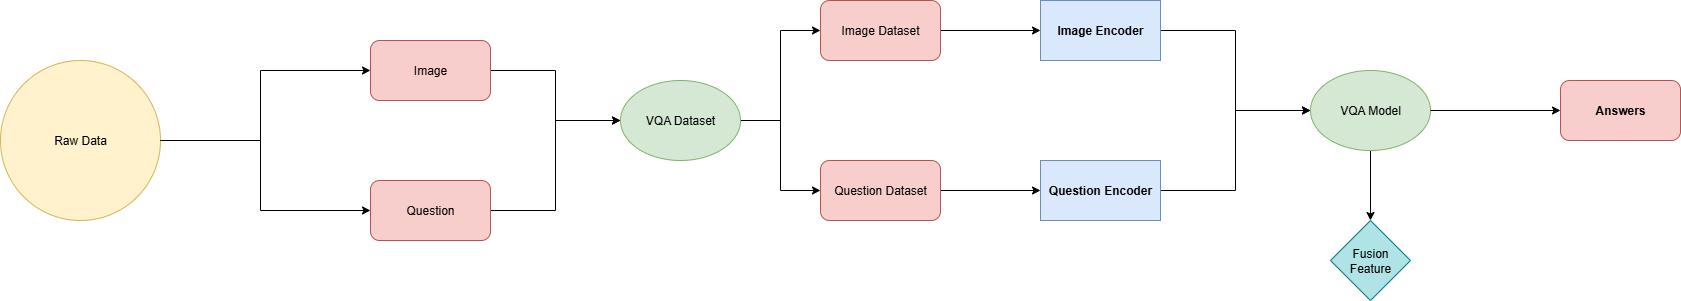 Raw Data
Image
Question
VQA Dataset
Image Dataset
Question Dataset
Image Encoder
Question Encoder
VQA Model
Fusion
Feature
Answers